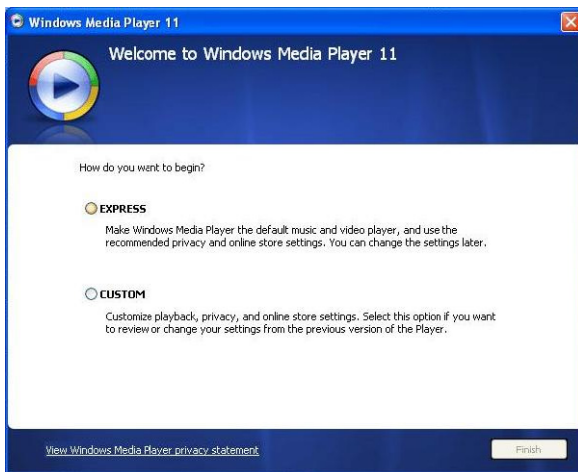 Windows Media Player 11
Welcome to Windows Media Player 11
How do you want to begin?
EXPRESS
Make Windows Media Player the default music and video player, and use the
recommended privacy and online store settings. You can change the settings later.
CUSTOM
Customize playback, privacy, and online store settings. Select this option if you want
to review or change your settings from the previous version of the Player.
View Windows Media Player privacy statement
Finish